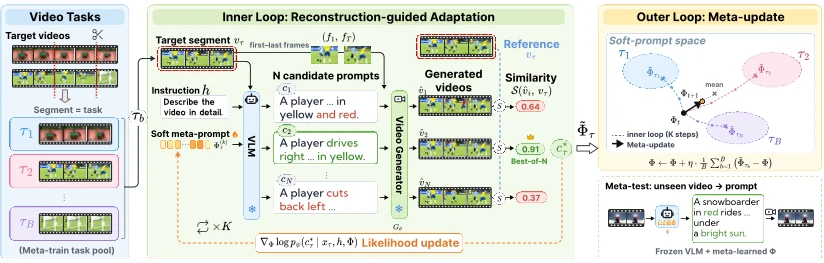 Video Tasks
Target videos
Segment = task
τ1
τ2
τB
(Meta-train task pool)
τb
Inner Loop: Reconstruction-guided Adaptation
Target segment vτ
first–last frames
(f1, fT)
Instruction h
Describe the
video in detail.
Soft meta-prompt
Φ(k)
VLM
N candidate prompts
c1
A player ... in
yellow and red.
c2
A player drives
right ... in yellow.
cN
A player cuts
back left ...
Video Generator
Gθ
Generated
videos
v̂1
v̂2
v̂N
Reference
vτ
Similarity
S(v̂i, vτ)
S
0.64
S
0.91
Best-of-N
S
0.37
c*τ
×K
∇Φ log pψ(c*τ | xτ, h, Φ) Likelihood update
Φ̃τ
Outer Loop: Meta-update
Soft-prompt space
τ1
Φ̃τ1
τ2
Φ̃τ2
τB
Φ̃τB
Φt
Φt+1
mean
inner loop (K steps)
Meta-update
Φ ← Φ + η · 1/B ∑B b=1 (Φ̃τb − Φ)
Meta-test: unseen video → prompt
A snowboarder
in red rides ...
under
a bright sun.
Frozen VLM + meta-learned Φ